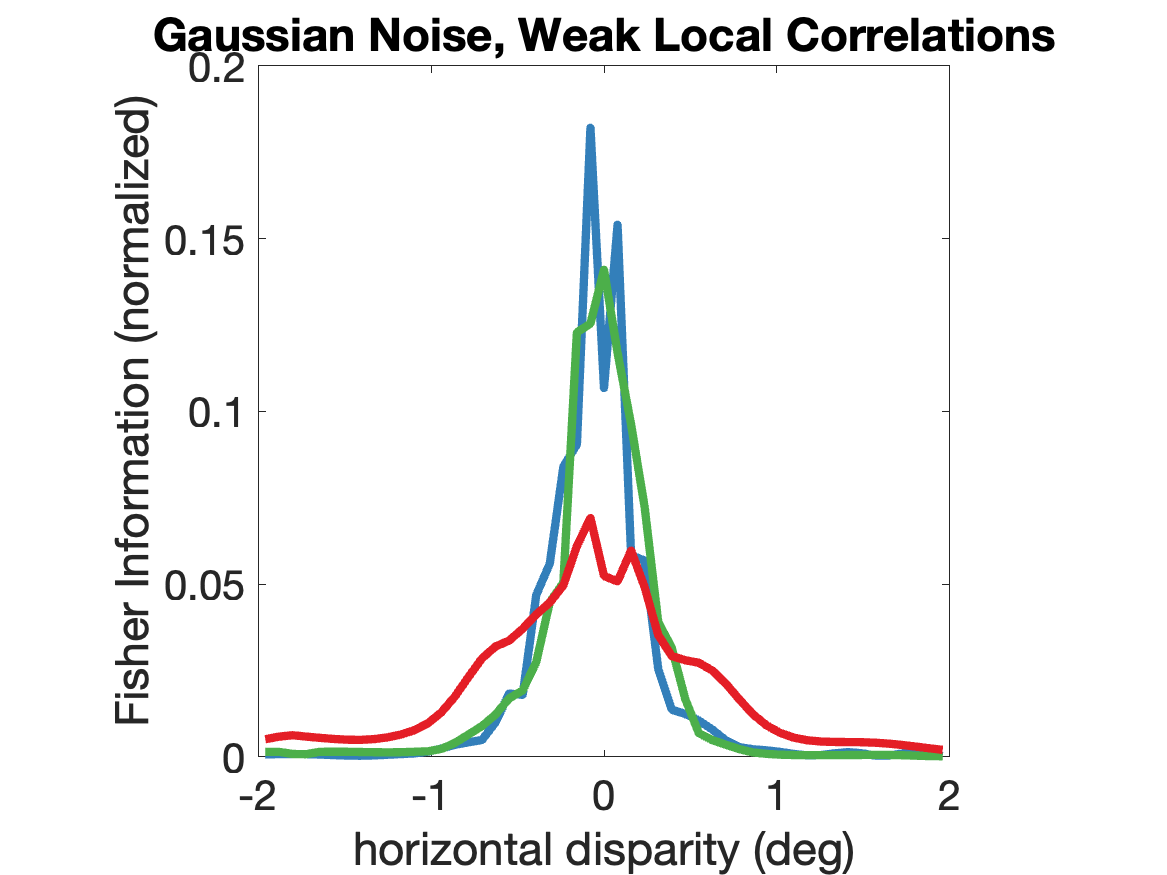 Gaussian Noise, Weak Local Correlations
0.2
0.15
0.1
0.05
0
Fisher Information (normalized)
-2 -1 0 1 2
horizontal disparity (deg)